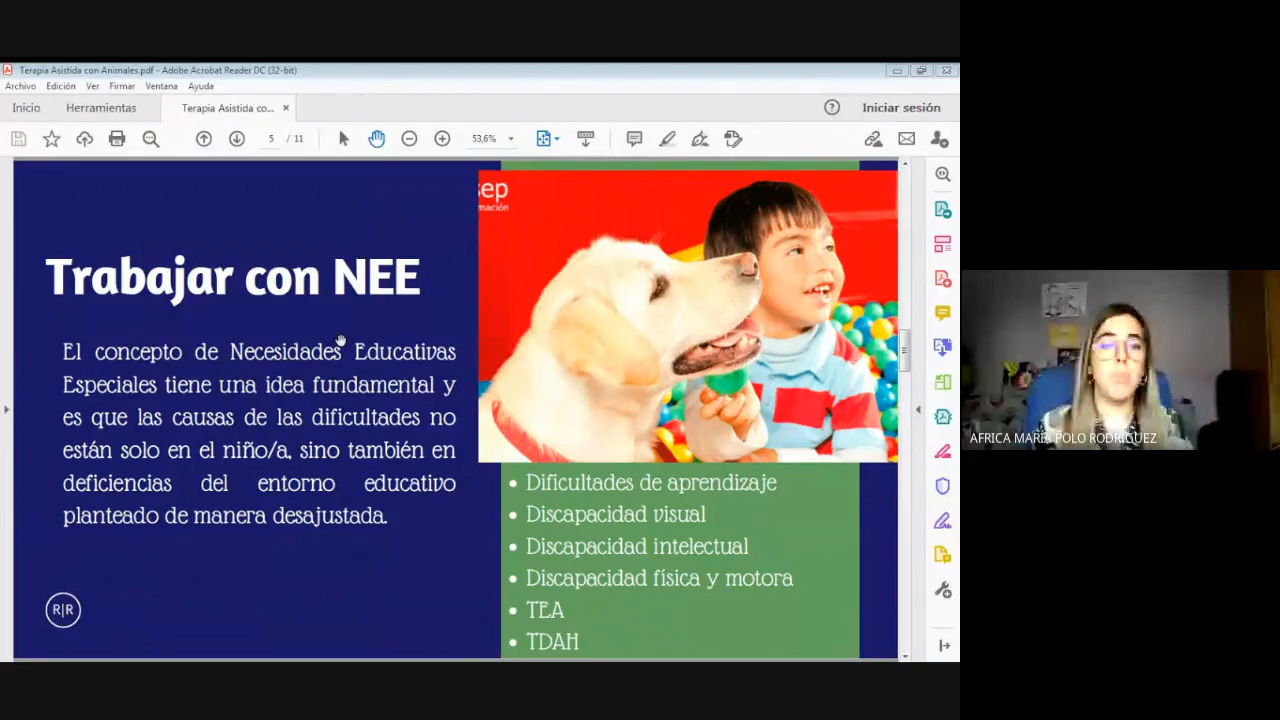 Terapia Asistida con Animales.pdf - Adobe Acrobat Reader DC (32-bit)
Archivo Edición Ver Firmar Ventana Ayuda
Inicio Herramientas Terapia Asistida co... Iniciar sesión
5 / 11 53,6%
sep
mación
Trabajar con NEE
El concepto de Necesidades Educativas
Especiales tiene una idea fundamental y
es que las causas de las dificultades no
están solo en el niño/a, sino también en
deficiencias del entorno educativo
planteado de manera desajustada.
R|R
• Dificultades de aprendizaje
• Discapacidad visual
• Discapacidad intelectual
• Discapacidad física y motora
• TEA
• TDAH
AFRICA MARÍA POLO RODRÍGUEZ